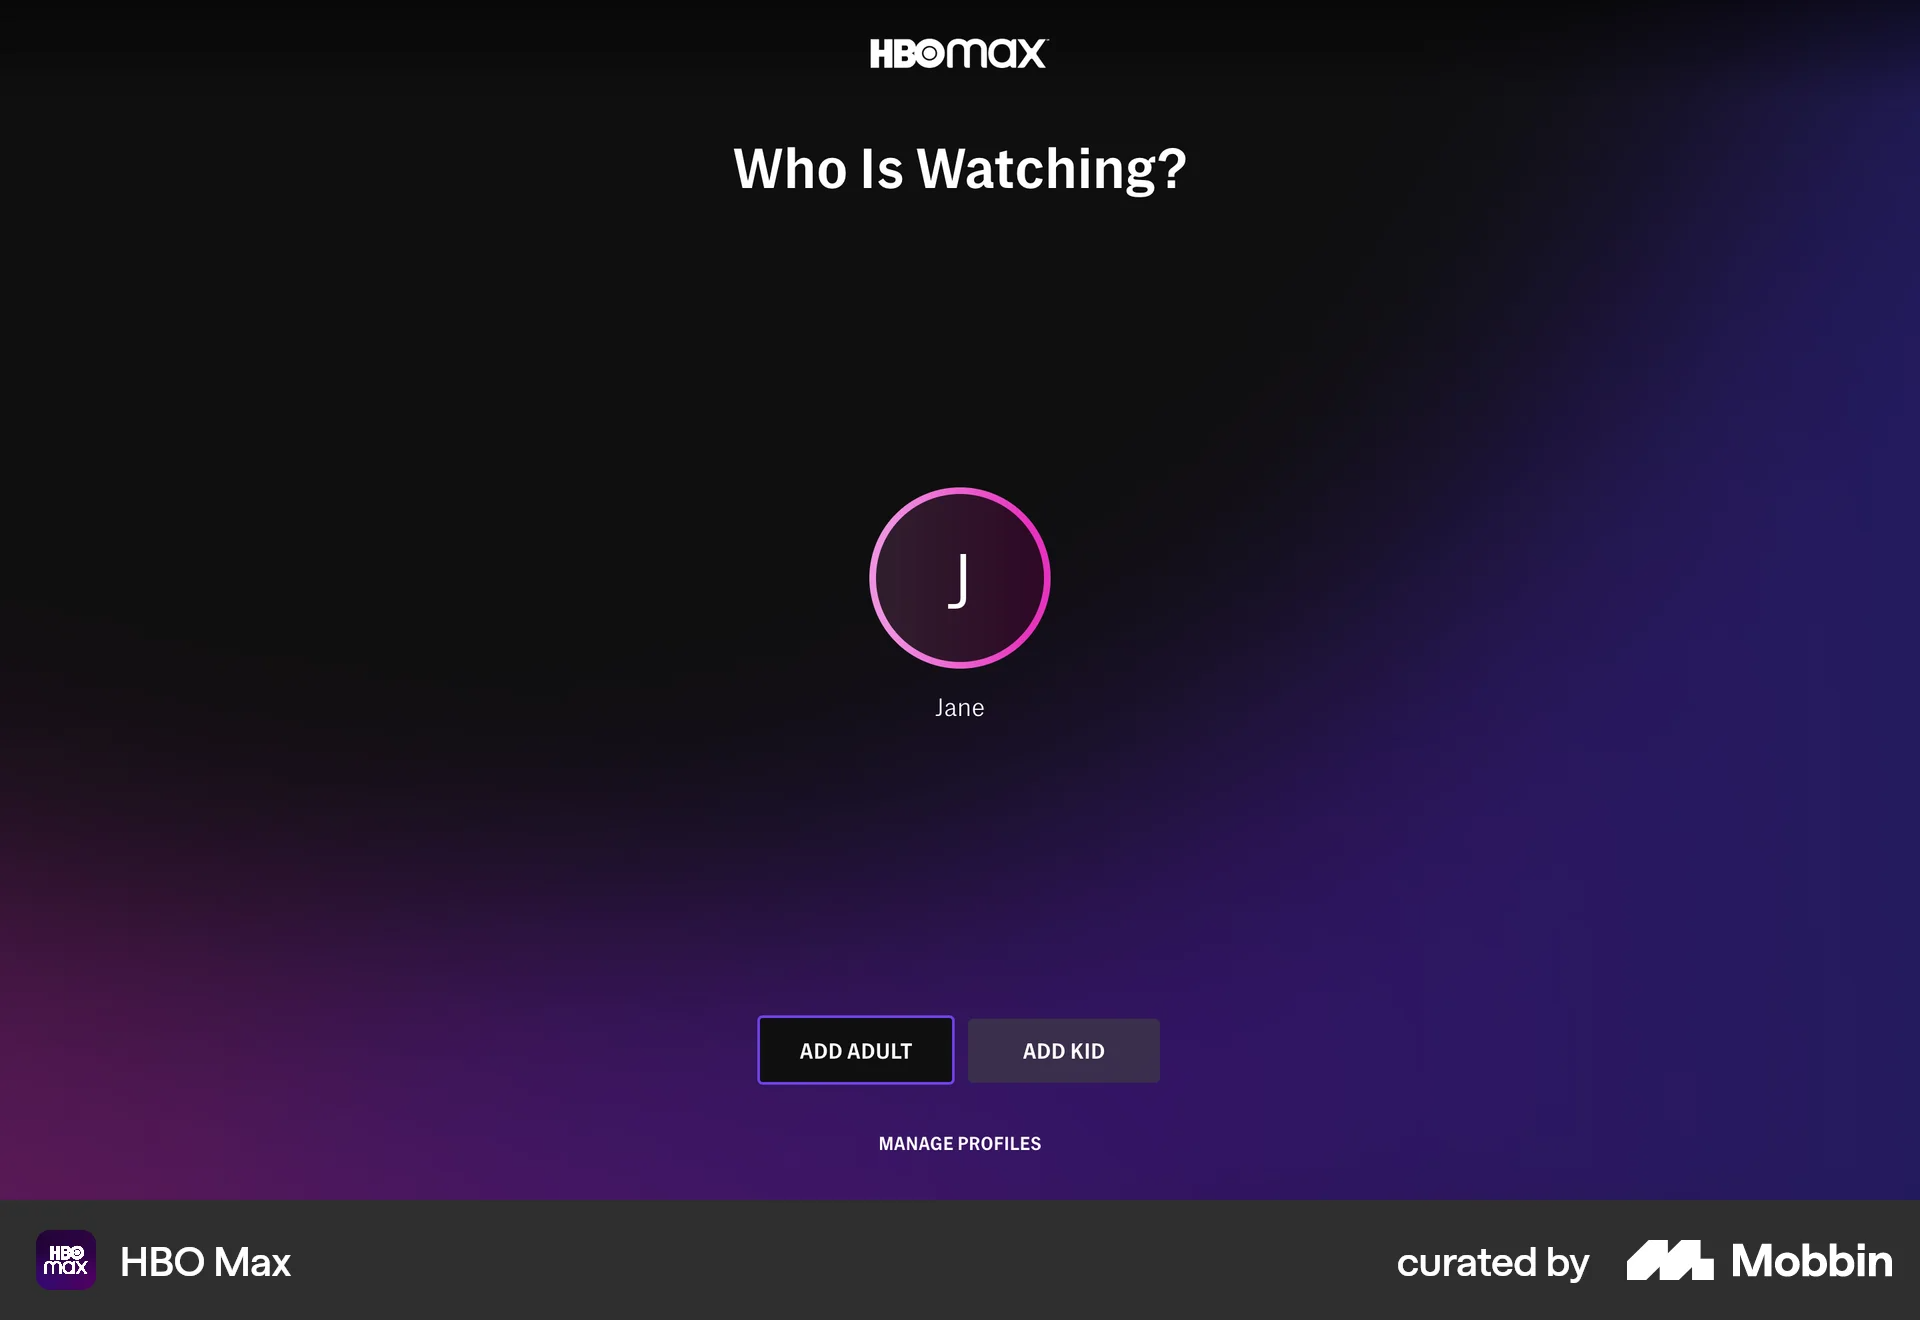 HBOmax
Who Is Watching?
J
Jane
ADD ADULT
ADD KID
MANAGE PROFILES
HBO
max
HBO Max
curated by Mobbin